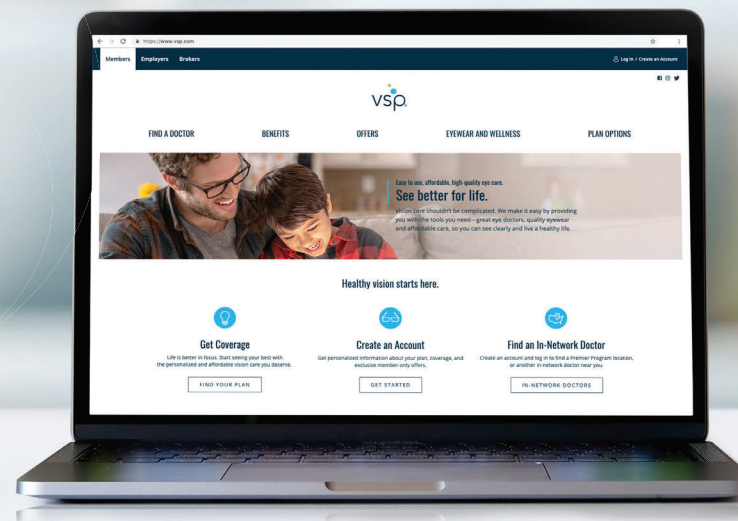 https://www.vsp.com
Members Employers Brokers Log in / Create an Account
vsp.
FIND A DOCTOR BENEFITS OFFERS EYEWEAR AND WELLNESS PLAN OPTIONS
Easy to use, affordable, high-quality eye care.
See better for life.
Vision care shouldn't be complicated. We make it easy by providing
you with the tools you need—great eye doctors, quality eyewear
and affordable care, so you can see clearly and live a healthy life.
Healthy vision starts here.
Get Coverage
Life is better in focus. Start seeing your best with
the personalized and affordable vision care you deserve.
FIND YOUR PLAN
Create an Account
Get personalized information about your plan, coverage, and
exclusive member-only offers.
GET STARTED
Find an In-Network Doctor
Create an account and log in to find a Premier Program location,
or another in-network doctor near you.
IN-NETWORK DOCTORS